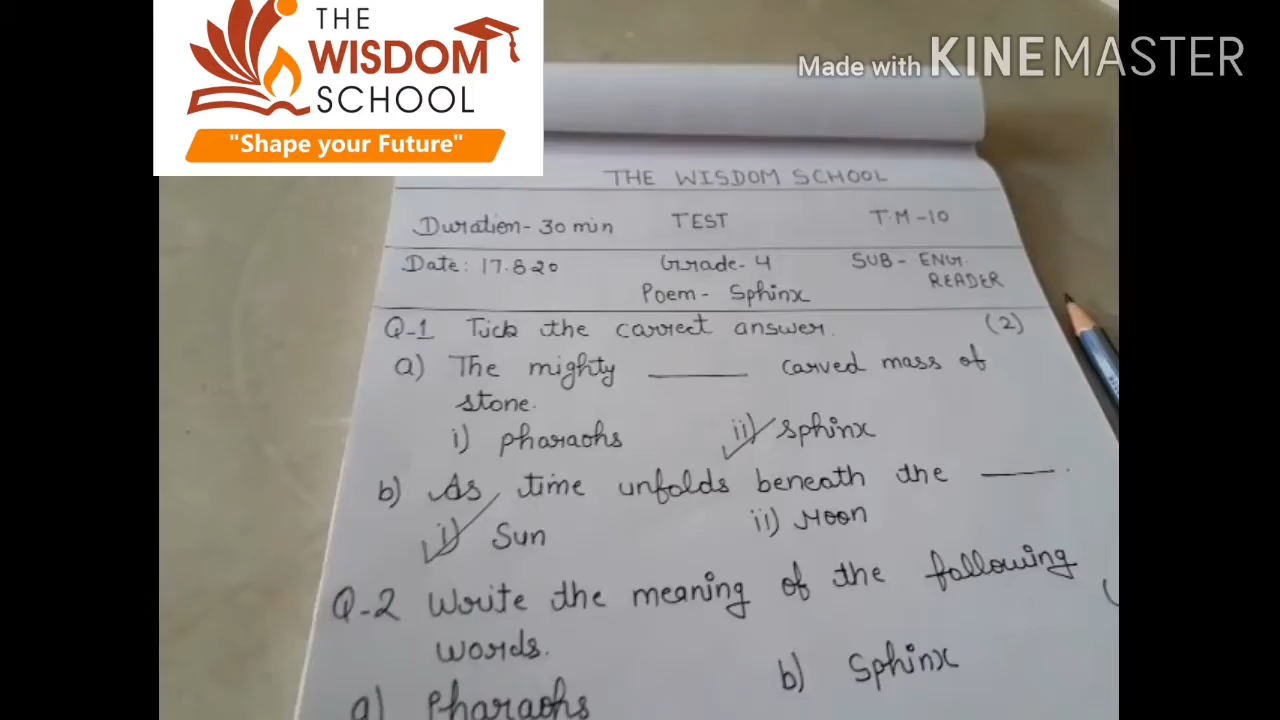 THE
WISDOM
SCHOOL
"Shape your Future"
Made with KINEMASTER
THE WISDOM SCHOOL
Duration- 30 min TEST T.M-10
Date: 17.8.20 Grade- 4 SUB- ENG.
READER
Poem- Sphinx
Q-1 Tick the correct answer. (2)
a) The mighty ______ carved mass of
stone.
i) pharaohs ii) sphinx
b) As time unfolds beneath the ______.
i) Sun ii) Moon
Q-2 Write the meaning of the following
words.
a) Pharaohs b) Sphinx